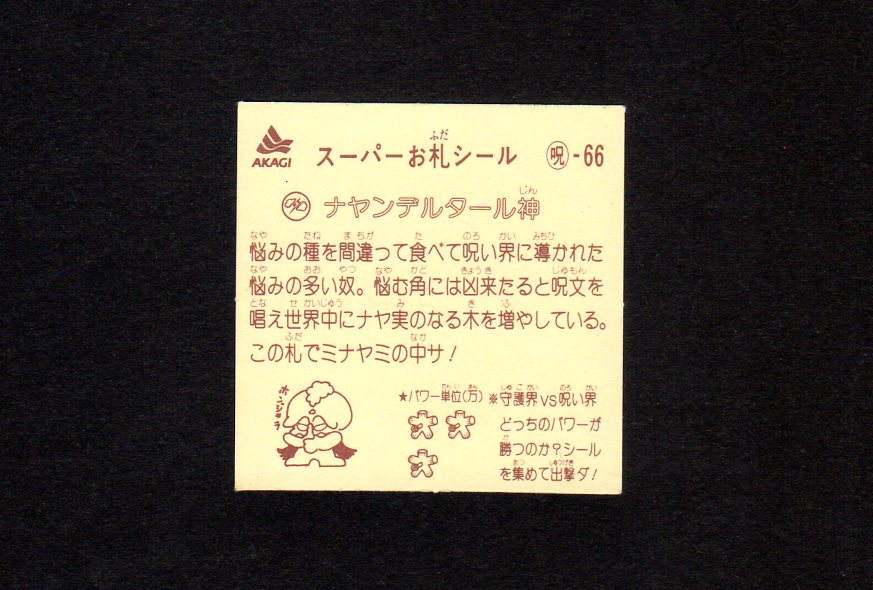 AKAGI スーパーお札シール 呪-66
ナヤンデルタール神
悩みの種を間違って食べて呪い界に導かれた
悩みの多い奴。悩む角には凶来たると呪文を
唱え世界中にナヤ実のなる木を増やしている。
この札でミナヤミの中サ！
ホンジャラ
★パワー単位(万)
※守護界VS呪い界
どっちのパワーが
勝つのか？シール
を集めて出撃ダ！